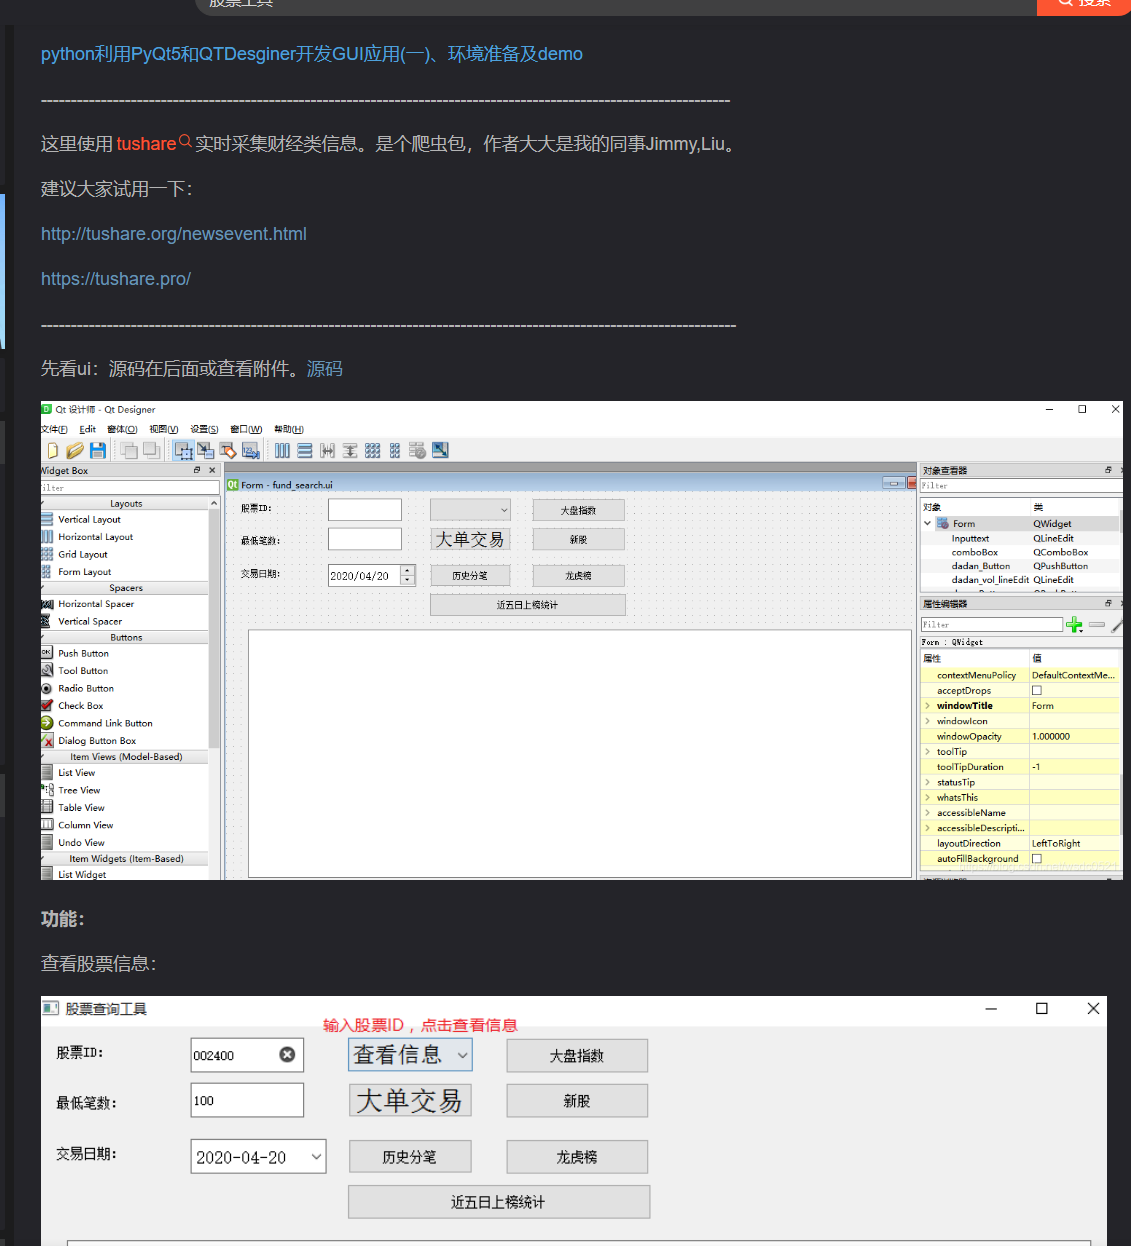 股票工具
搜索
python利用PyQt5和QTDesginer开发GUI应用(一)、环境准备及demo
--------------------------------------------------------------------------------------------------------------------
这里使用 tushare 实时采集财经类信息。是个爬虫包，作者大大是我的同事Jimmy,Liu。
建议大家试用一下：
http://tushare.org/newsevent.html
https://tushare.pro/
---------------------------------------------------------------------------------------------------------------------
先看ui：源码在后面或查看附件。源码
Qt 设计师 - Qt Designer
文件(F) Edit 窗体(O) 视图(V) 设置(S) 窗口(W) 帮助(H)
Widget Box
ilter
Layouts
Vertical Layout
Horizontal Layout
Grid Layout
Form Layout
Spacers
Horizontal Spacer
Vertical Spacer
Buttons
Push Button
Tool Button
Radio Button
Check Box
Command Link Button
Dialog Button Box
Item Views (Model-Based)
List View
Tree View
Table View
Column View
Undo View
Item Widgets (Item-Based)
List Widget
Form - fund_search.ui
股票ID: 大盘指数
最低笔数: 大单交易 新股
交易日期: 2020/04/20 历史分笔 龙虎榜
近五日上榜统计
对象查看器
Filter
对象 类
Form QWidget
Inputtext QLineEdit
comboBox QComboBox
dadan_Button QPushButton
dadan_vol_lineEdit QLineEdit
属性编辑器
Filter
Form : QWidget
属性 值
contextMenuPolicy DefaultContextMe...
acceptDrops
windowTitle Form
windowIcon
windowOpacity 1.000000
toolTip
toolTipDuration -1
statusTip
whatsThis
accessibleName
accessibleDescripti...
layoutDirection LeftToRight
autoFillBackground
功能：
查看股票信息：
股票查询工具
输入股票ID，点击查看信息
股票ID: 002400 查看信息 大盘指数
最低笔数: 100 大单交易 新股
交易日期: 2020-04-20 历史分笔 龙虎榜
近五日上榜统计